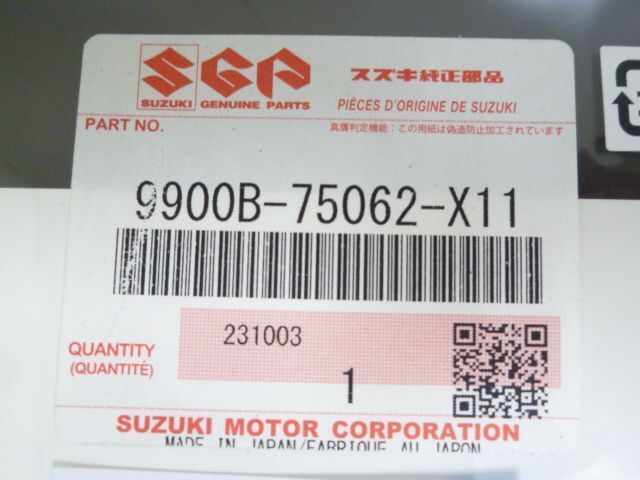 SGP スズキ純正部品
SUZUKI GENUINE PARTS PIÈCES D'ORIGINE DE SUZUKI
PART NO. 真贋判定機能:この用紙は偽造防止加工されています
9900B-75062-X11
231003
QUANTITY
(QUANTITÉ)
1
SUZUKI MOTOR CORPORATION
MADE IN JAPAN/FABRIQUE AU JAPON